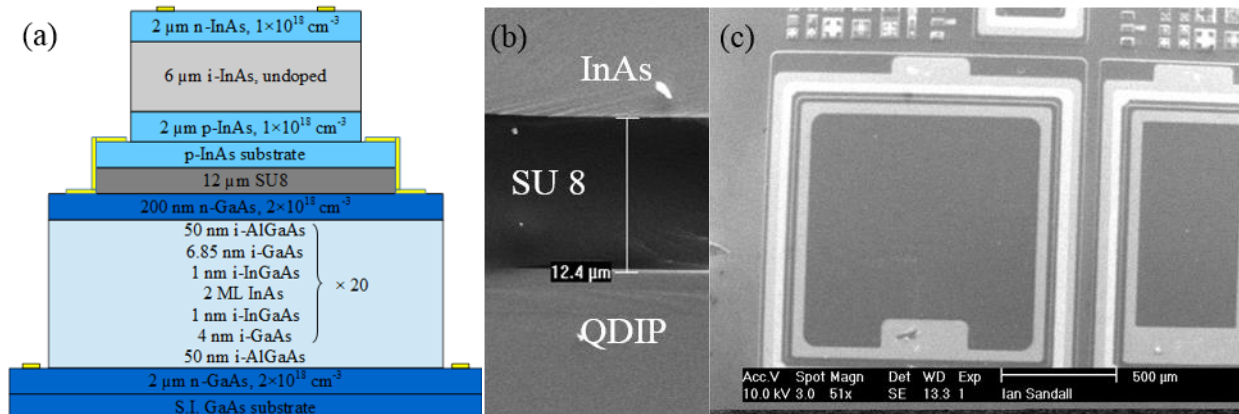 (a)
2 µm n-InAs, 1×10¹⁸ cm⁻³
6 µm i-InAs, undoped
2 µm p-InAs, 1×10¹⁸ cm⁻³
p-InAs substrate
12 µm SU8
200 nm n-GaAs, 2×10¹⁸ cm⁻³
50 nm i-AlGaAs
6.85 nm i-GaAs
1 nm i-InGaAs
2 ML InAs
× 20
1 nm i-InGaAs
4 nm i-GaAs
50 nm i-AlGaAs
2 µm n-GaAs, 2×10¹⁸ cm⁻³
S.I. GaAs substrate
(b)
InAs
SU 8
12.4 µm
QDIP
(c)
Acc.V Spot Magn Det WD Exp 500 µm
10.0 kV 3.0 51x SE 13.3 1 Ian Sandall